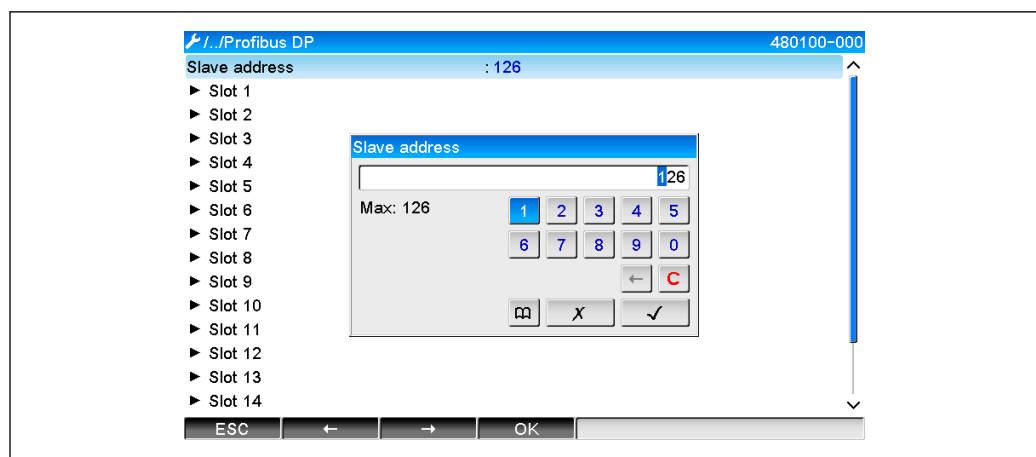 /../Profibus DP 480100-000
Slave address :126
► Slot 1
► Slot 2
► Slot 3
► Slot 4
► Slot 5
► Slot 6
► Slot 7
► Slot 8
► Slot 9
► Slot 10
► Slot 11
► Slot 12
► Slot 13
► Slot 14
Slave address
126
Max: 126
1 2 3 4 5
6 7 8 9 0
← C
X ✓
ESC ← → OK